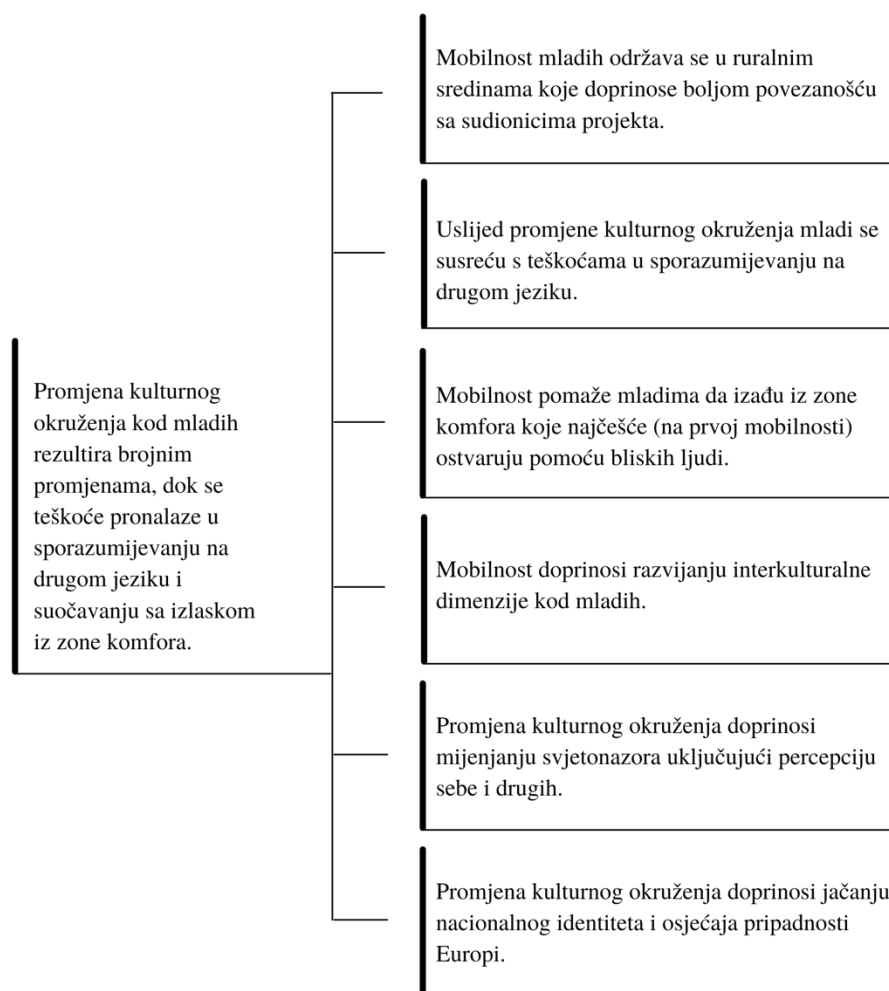 Mobilnost mladih održava se u ruralnim
sredinama koje doprinose boljom povezanošću
sa sudionicima projekta.
Uslijed promjene kulturnog okruženja mladi se
susreću s teškoćama u sporazumijevanju na
drugom jeziku.
Promjena kulturnog
okruženja kod mladih
rezultira brojnim
promjenama, dok se
teškoće pronalaze u
sporazumijevanju na
drugom jeziku i
suočavanju sa izlaskom
iz zone komfora.
Mobilnost pomaže mladima da izađu iz zone
komfora koje najčešće (na prvoj mobilnosti)
ostvaruju pomoću bliskih ljudi.
Mobilnost doprinosi razvijanju interkulturalne
dimenzije kod mladih.
Promjena kulturnog okruženja doprinosi
mijenjanju svjetonazora uključujući percepciju
sebe i drugih.
Promjena kulturnog okruženja doprinosi jačanju
nacionalnog identiteta i osjećaja pripadnosti
Europi.